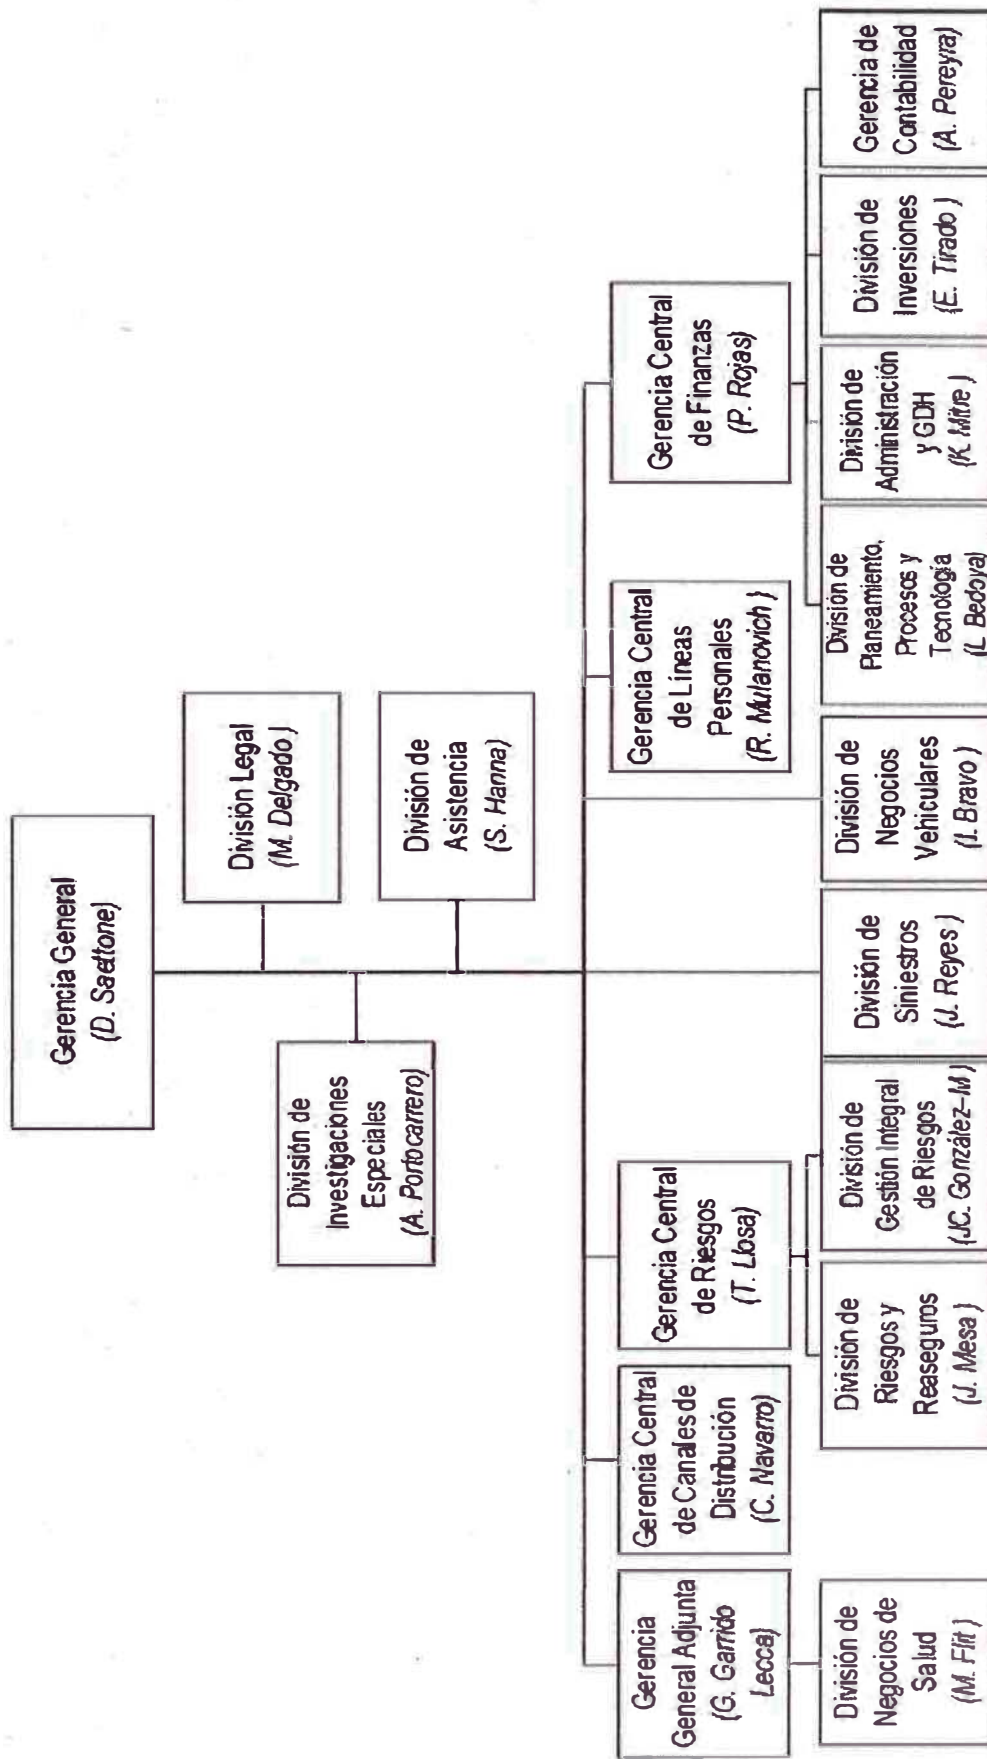 Gerencia General
(D. Saettone)
División Legal
(M. Delgado)
División de
Investigaciones
Especiales
(A. Portocarrero)
División de
Asistencia
(S. Hanna)
Gerencia
General Adjunta
(G. Garrido
Lecca)
Gerencia Central
de Canales de
Distribución
(C. Navarro)
Gerencia Central
de Riesgos
(T. Llosa)
Gerencia Central
de Líneas
Personales
(R. Mulanovich)
Gerencia Central
de Finanzas
(P. Rojas)
División de
Negocios de
Salud
(M. Flit)
División de
Riesgos y
Reaseguros
(J. Mesa)
División de
Gestión Integral
de Riesgos
(JC. González-M)
División de
Siniestros
(J. Reyes)
División de
Negocios
Vehiculares
(I. Bravo)
División de
Planeamiento,
Procesos y
Tecnología
(L. Bedoya)
División de
Administración
y GDH
(K. Mitre)
División de
Inversiones
(E. Tirado)
Gerencia de
Contabilidad
(A. Pereyra)